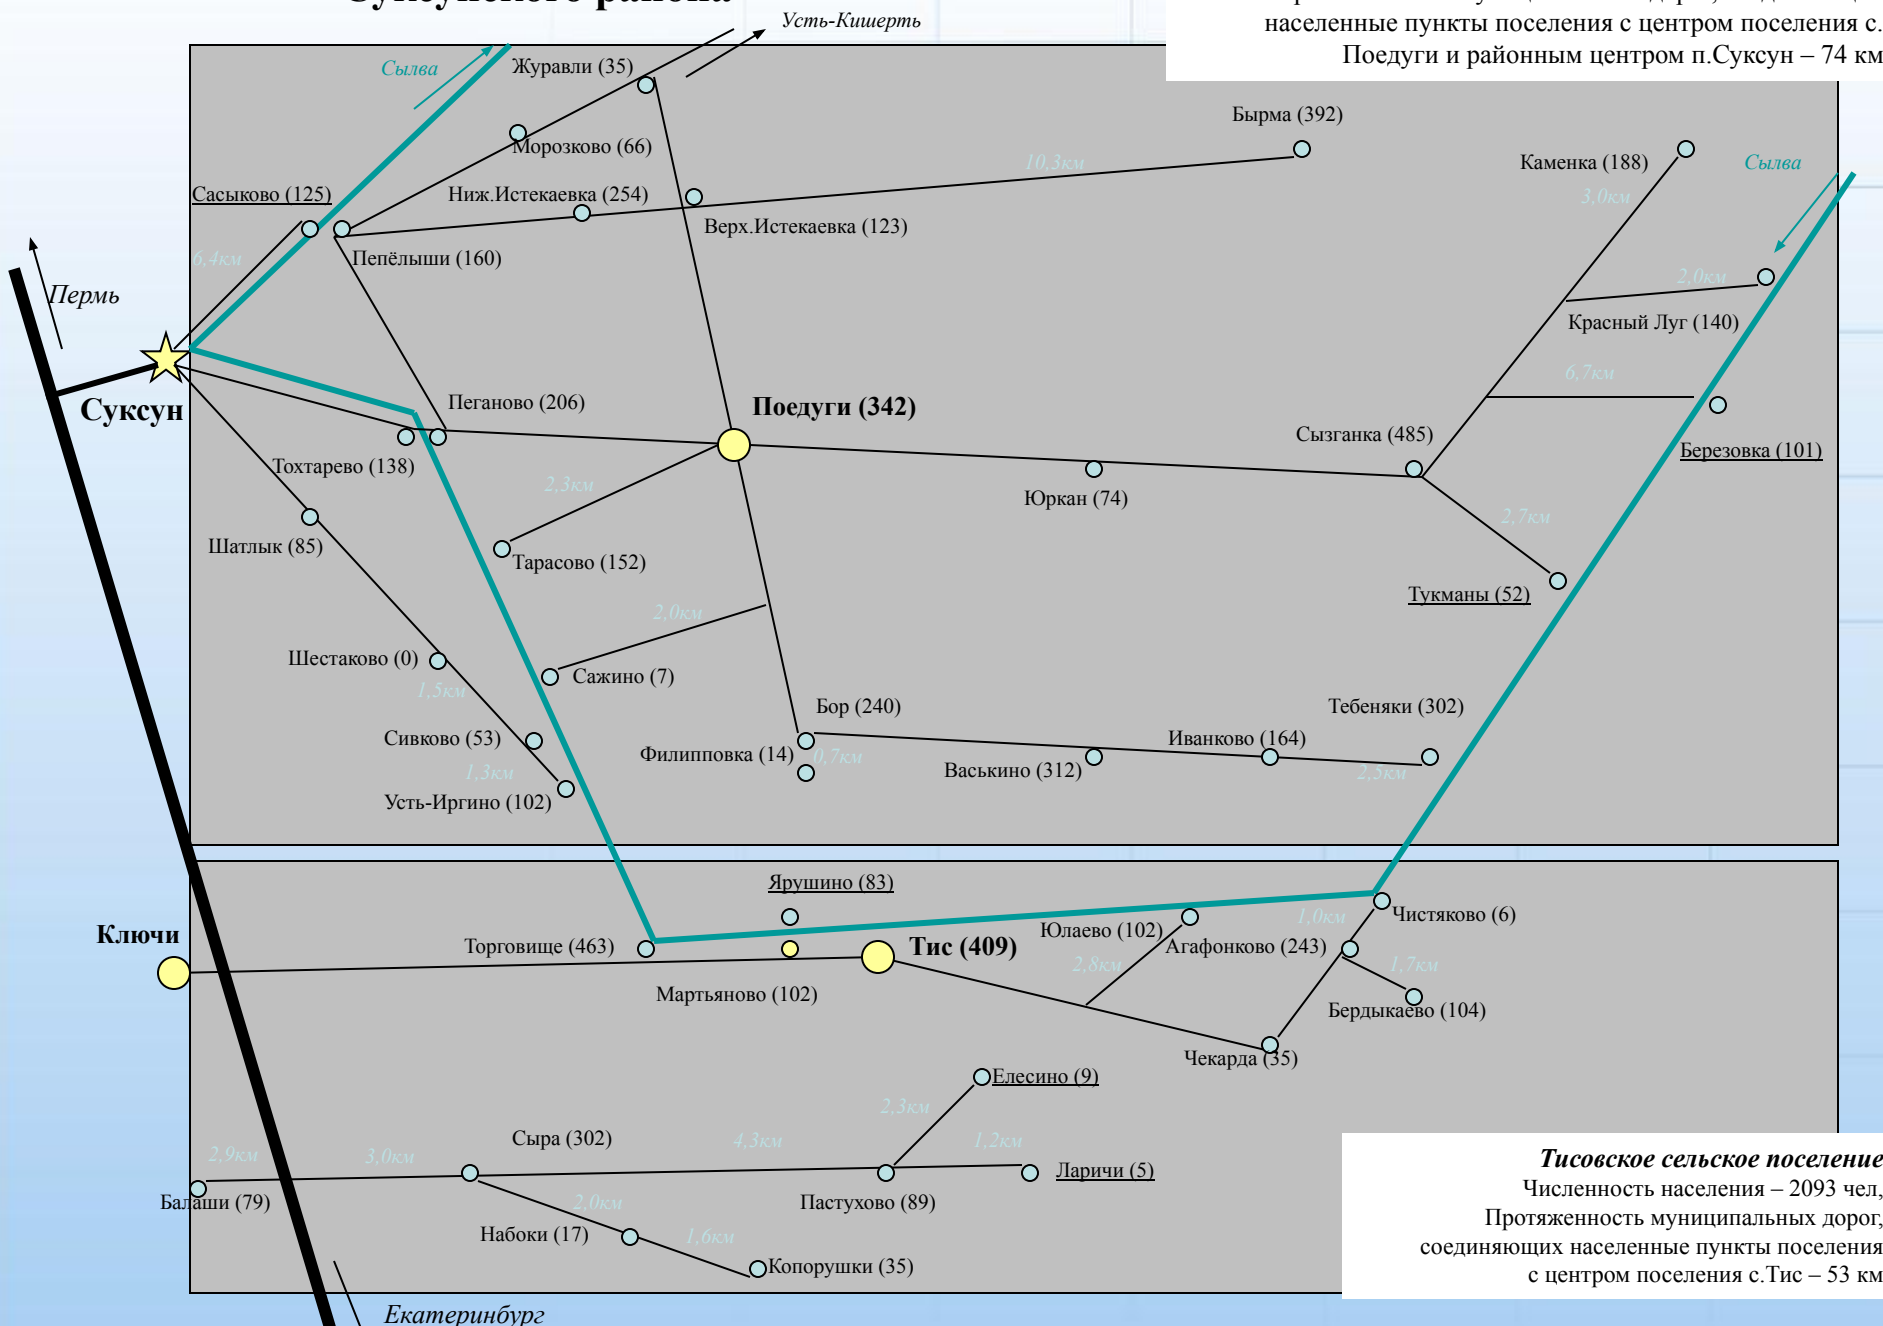 Суксунского района
населенные пункты поселения с центром поселения с.
Поедуги и районным центром п.Суксун – 74 км
Усть-Кишерть
Сылва
Журавли (35)
Морозково (66)
Бырма (392)
10,3км
Каменка (188)
Сылва
3,0км
Сасыково (125)
Ниж.Истекаевка (254)
Верх.Истекаевка (123)
6,4км
Пепёлыши (160)
Пермь
2,0км
Красный Луг (140)
6,7км
Суксун
Пеганово (206)
Поедуги (342)
Сызганка (485)
Березовка (101)
Тохтарево (138)
2,3км
Юркан (74)
2,7км
Шатлык (85)
Тарасово (152)
Тукманы (52)
2,0км
Шестаково (0)
1,5км
Сажино (7)
Бор (240)
Тебеняки (302)
Сивково (53)
Филипповка (14)
0,7км
Иванково (164)
Васькино (312)
2,5км
1,3км
Усть-Иргино (102)
Ярушино (83)
Ключи
Торговище (463)
Тис (409)
Юлаево (102)
1,0км
Чистяково (6)
Агафонково (243)
2,8км
1,7км
Мартьяново (102)
Бердыкаево (104)
Чекарда (35)
Елесино (9)
2,3км
Сыра (302)
4,3км
1,2км
2,9км
3,0км
Балаши (79)
Пастухово (89)
Ларичи (5)
2,0км
Набоки (17)
1,6км
Копорушки (35)
Тисовское сельское поселение
Численность населения – 2093 чел,
Протяженность муниципальных дорог,
соединяющих населенные пункты поселения
с центром поселения с.Тис – 53 км
Екатеринбург